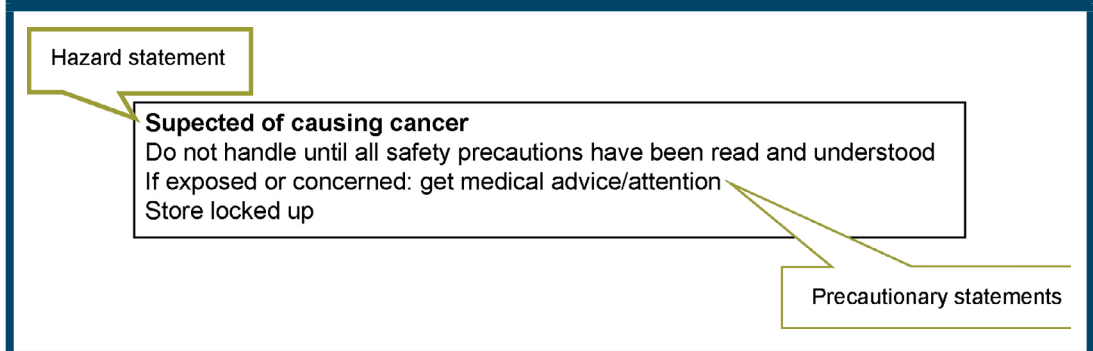 Hazard statement
Supected of causing cancer
Do not handle until all safety precautions have been read and understood
If exposed or concerned: get medical advice/attention
Store locked up
Precautionary statements